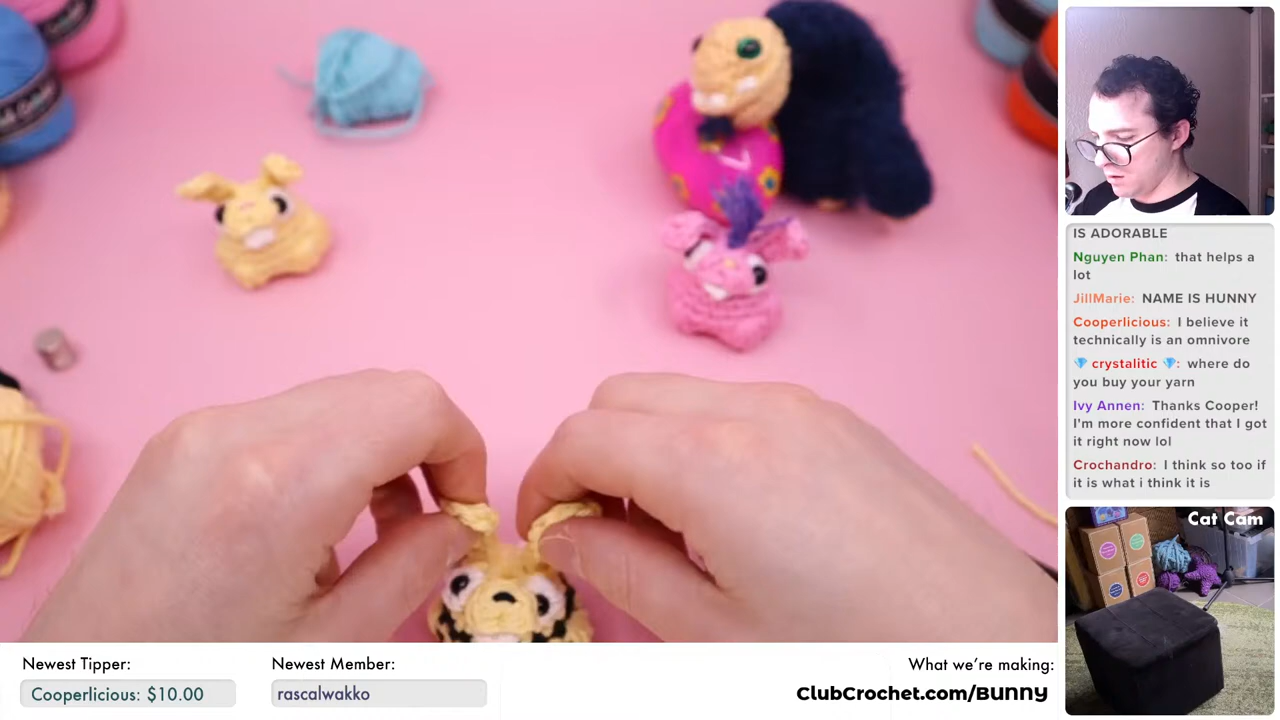 IS ADORABLE
Nguyen Phan: that helps a
lot
JillMarie: NAME IS HUNNY
Cooperlicious: I believe it
technically is an omnivore
💎 crystalitic 💎: where do
you buy your yarn
Ivy Annen: Thanks Cooper!
I'm more confident that I got
it right now lol
Crochandro: I think so too if
it is what i think it is
Cat Cam
Newest Tipper:
Cooperlicious: $10.00
Newest Member:
rascalwakko
What we're making:
ClubCrochet.com/BUNNY